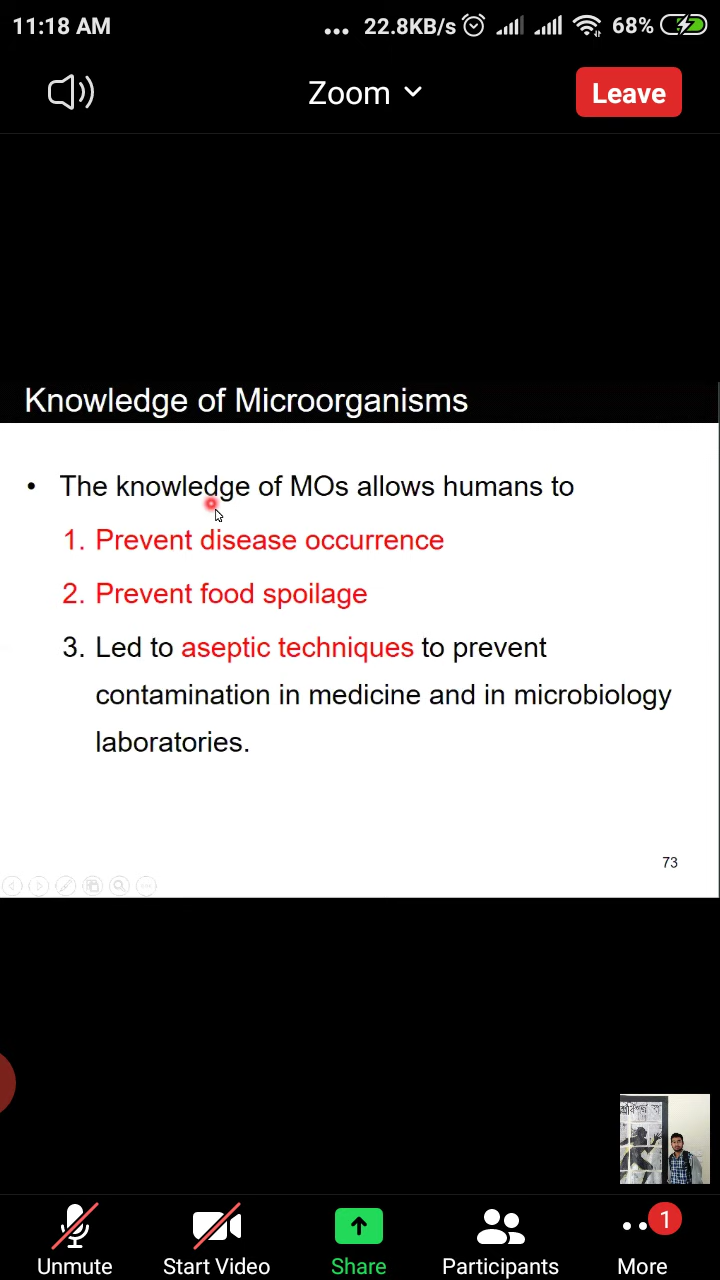 11:18 AM
... 22.8KB/s 68%
Zoom
Leave
Knowledge of Microorganisms
• The knowledge of MOs allows humans to
1. Prevent disease occurrence
2. Prevent food spoilage
3. Led to aseptic techniques to prevent
contamination in medicine and in microbiology
laboratories.
73
Unmute
Start Video
Share
Participants
1
More